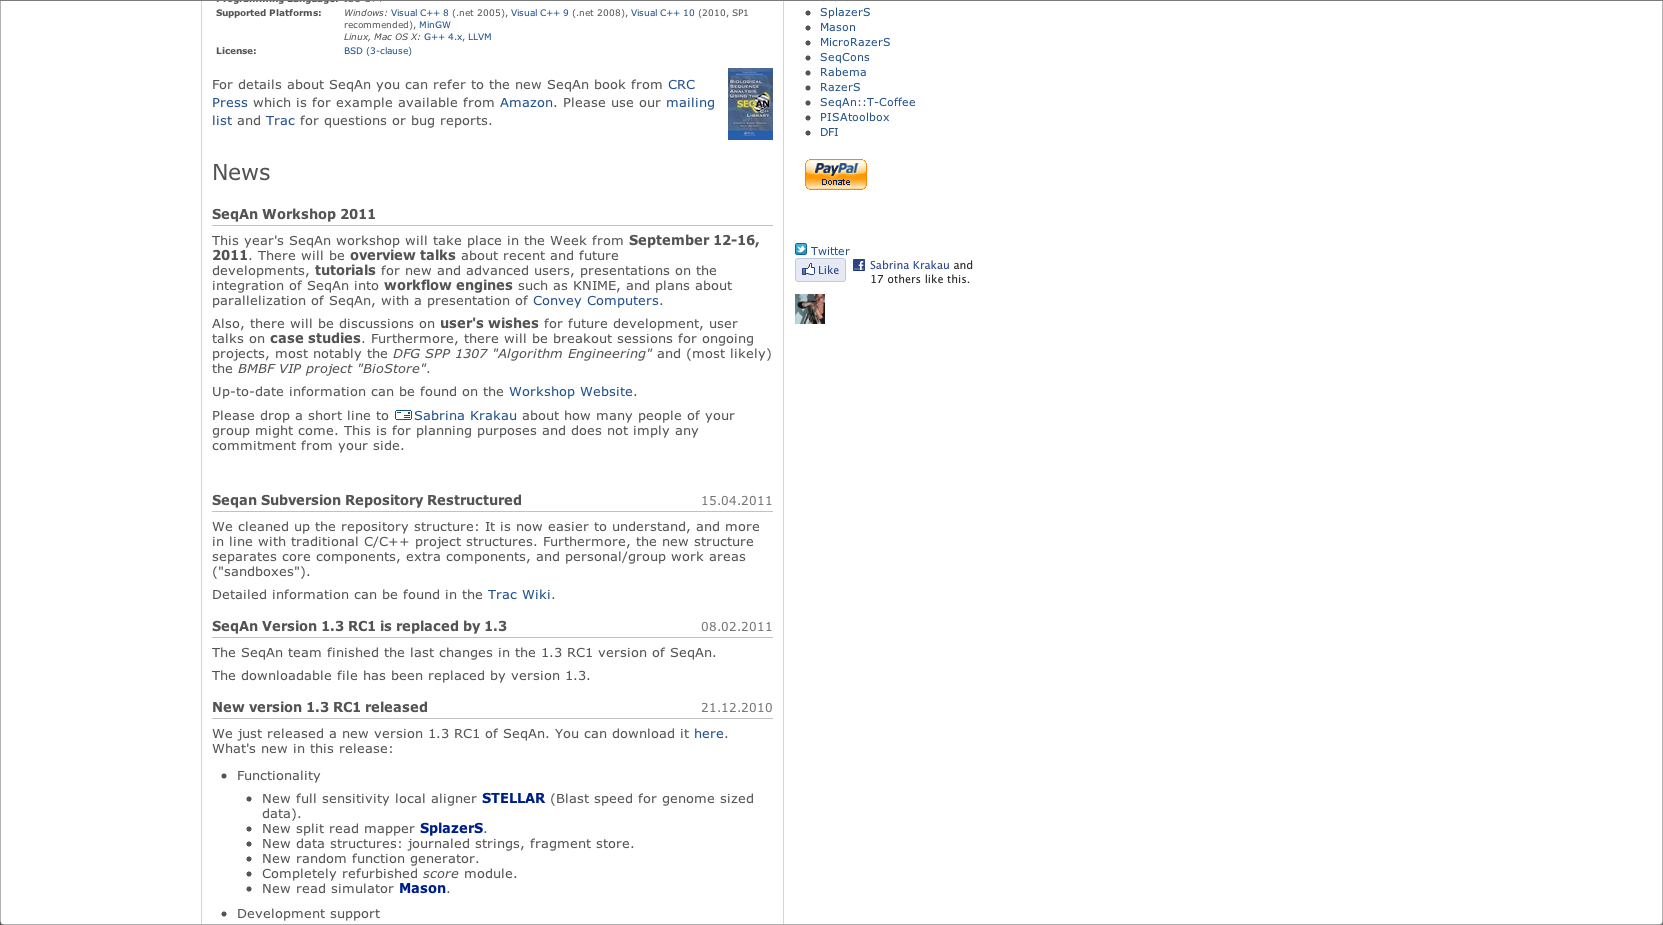 Supported Platforms: Windows: Visual C++ 8 (.net 2005), Visual C++ 9 (.net 2008), Visual C++ 10 (2010, SP1
recommended), MinGW
Linux, Mac OS X: G++ 4.x, LLVM
License: BSD (3-clause)
For details about SeqAn you can refer to the new SeqAn book from CRC
Press which is for example available from Amazon. Please use our mailing
list and Trac for questions or bug reports.
BIOLOGICAL
SEQUENCE
ANALYSIS
USING THE
SEQAN
C++
LIBRARY
News
SeqAn Workshop 2011
This year's SeqAn workshop will take place in the Week from September 12-16,
2011. There will be overview talks about recent and future
developments, tutorials for new and advanced users, presentations on the
integration of SeqAn into workflow engines such as KNIME, and plans about
parallelization of SeqAn, with a presentation of Convey Computers.
Also, there will be discussions on user's wishes for future development, user
talks on case studies. Furthermore, there will be breakout sessions for ongoing
projects, most notably the DFG SPP 1307 "Algorithm Engineering" and (most likely)
the BMBF VIP project "BioStore".
Up-to-date information can be found on the Workshop Website.
Please drop a short line to Sabrina Krakau about how many people of your
group might come. This is for planning purposes and does not imply any
commitment from your side.
Seqan Subversion Repository Restructured 15.04.2011
We cleaned up the repository structure: It is now easier to understand, and more
in line with traditional C/C++ project structures. Furthermore, the new structure
separates core components, extra components, and personal/group work areas
("sandboxes").
Detailed information can be found in the Trac Wiki.
SeqAn Version 1.3 RC1 is replaced by 1.3 08.02.2011
The SeqAn team finished the last changes in the 1.3 RC1 version of SeqAn.
The downloadable file has been replaced by version 1.3.
New version 1.3 RC1 released 21.12.2010
We just released a new version 1.3 RC1 of SeqAn. You can download it here.
What's new in this release:
• Functionality
• New full sensitivity local aligner STELLAR (Blast speed for genome sized
data).
• New split read mapper SplazerS.
• New data structures: journaled strings, fragment store.
• New random function generator.
• Completely refurbished score module.
• New read simulator Mason.
• Development support
• SplazerS
• Mason
• MicroRazerS
• SeqCons
• Rabema
• RazerS
• SeqAn::T-Coffee
• PISAtoolbox
• DFI
PayPal
Donate
Twitter
Like Sabrina Krakau and
17 others like this.